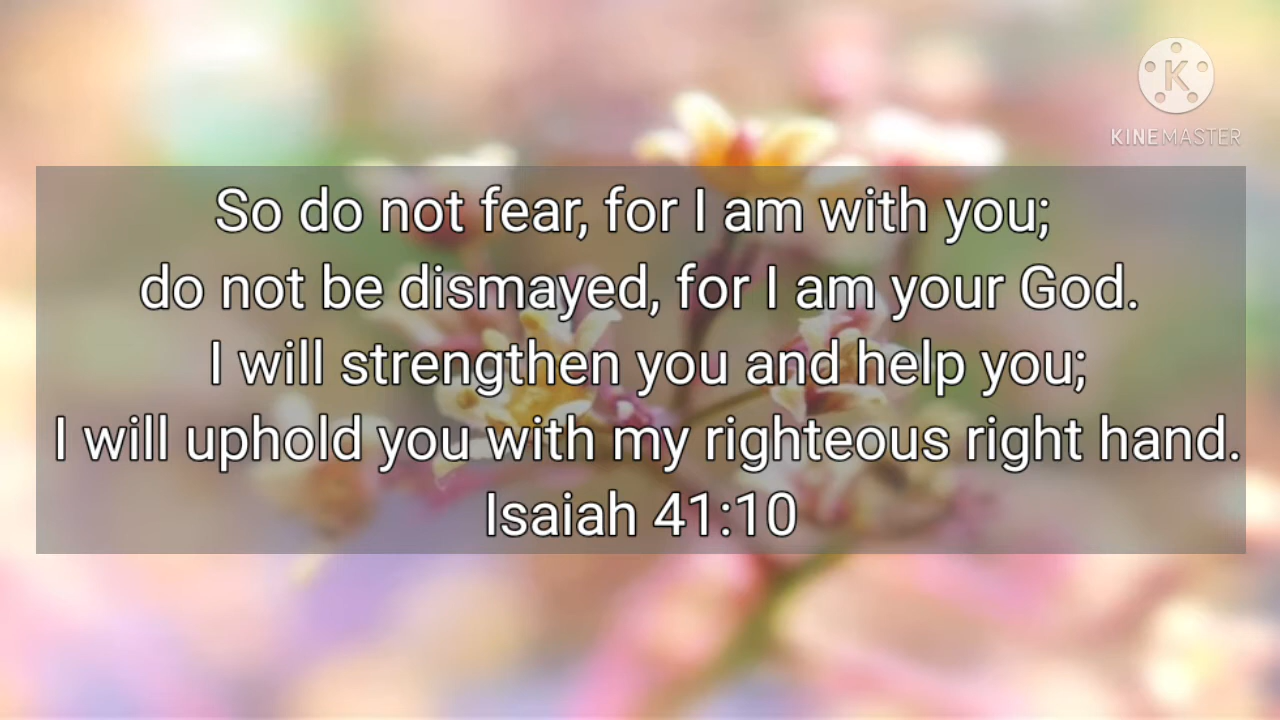 K
KINEMASTER
So do not fear, for I am with you;
do not be dismayed, for I am your God.
I will strengthen you and help you;
I will uphold you with my righteous right hand.
Isaiah 41:10